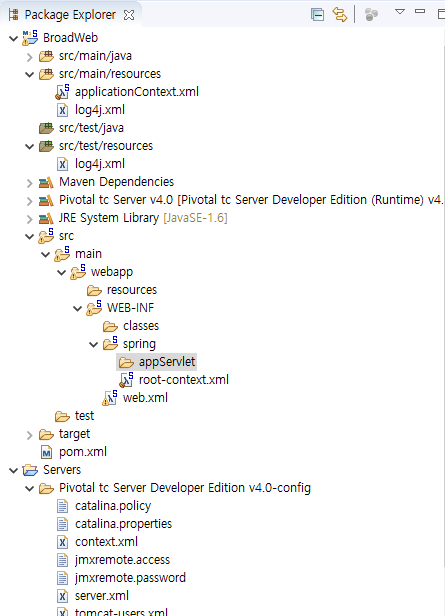 Package Explorer
BroadWeb
src/main/java
src/main/resources
applicationContext.xml
log4j.xml
src/test/java
src/test/resources
log4j.xml
Maven Dependencies
Pivotal tc Server v4.0 [Pivotal tc Server Developer Edition (Runtime) v4.
JRE System Library [JavaSE-1.6]
src
main
webapp
resources
WEB-INF
classes
spring
appServlet
root-context.xml
web.xml
test
target
pom.xml
Servers
Pivotal tc Server Developer Edition v4.0-config
catalina.policy
catalina.properties
context.xml
jmxremote.access
jmxremote.password
server.xml
tomcat-users.xml